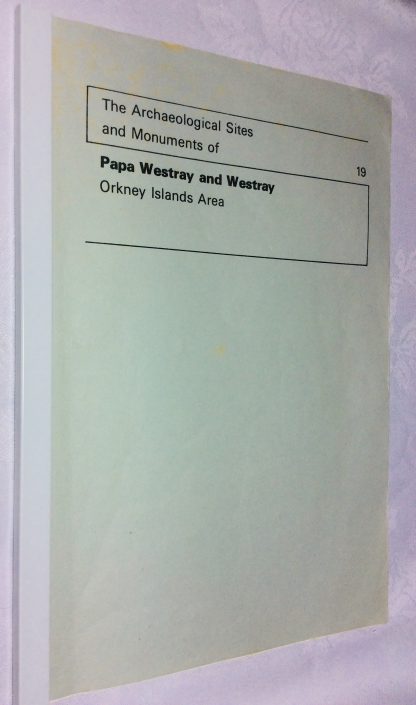 The Archaeological Sites
and Monuments of
19
Papa Westray and Westray
Orkney Islands Area